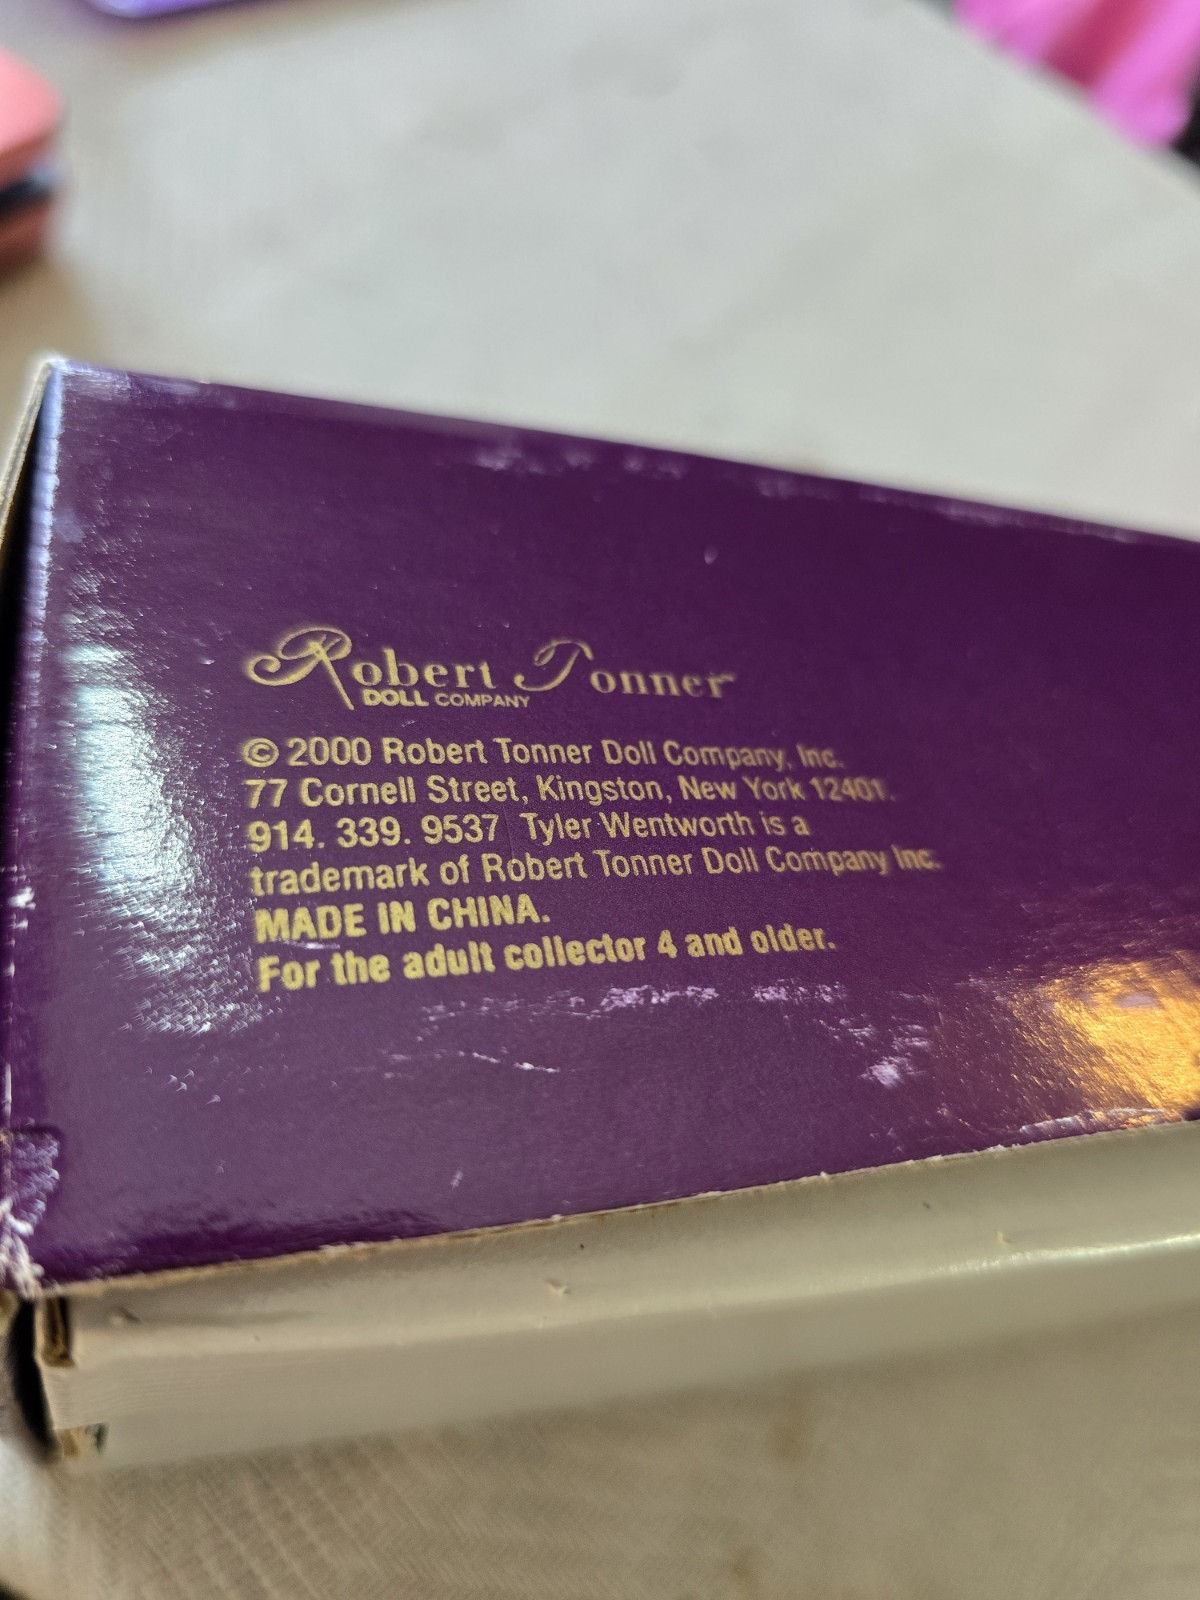 Robert Tonner
DOLL COMPANY
© 2000 Robert Tonner Doll Company, Inc.
77 Cornell Street, Kingston, New York 12401.
914. 339. 9537 Tyler Wentworth is a
trademark of Robert Tonner Doll Company Inc.
MADE IN CHINA.
For the adult collector 4 and older.